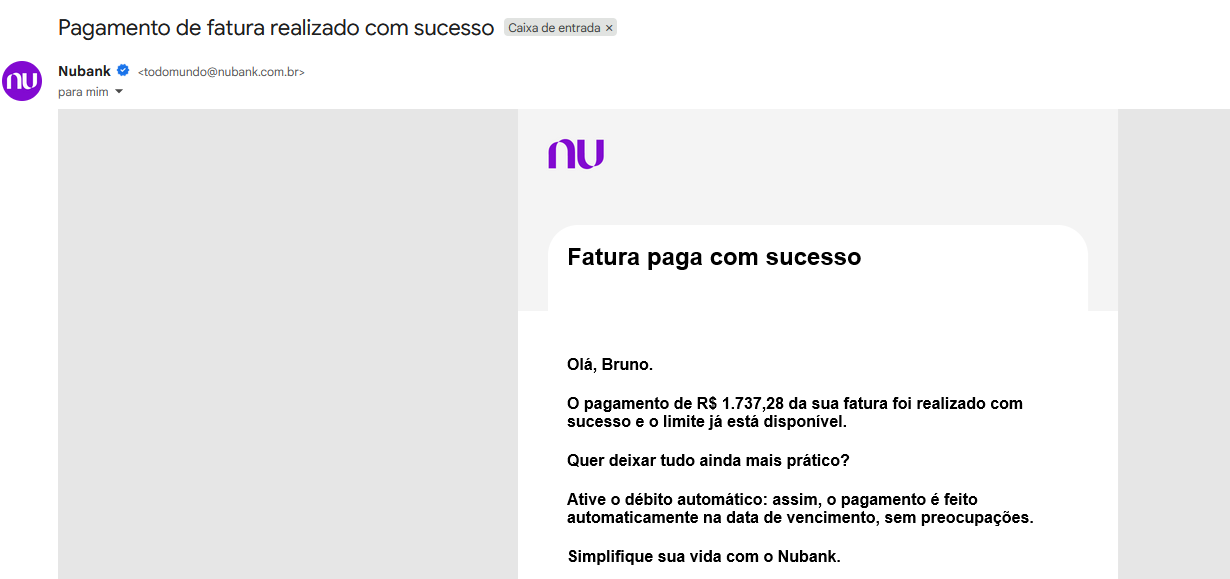 Pagamento de fatura realizado com sucesso Caixa de entrada ×
nu
Nubank <todomundo@nubank.com.br>
para mim
nu
Fatura paga com sucesso
Olá, Bruno.
O pagamento de R$ 1.737,28 da sua fatura foi realizado com
sucesso e o limite já está disponível.
Quer deixar tudo ainda mais prático?
Ative o débito automático: assim, o pagamento é feito
automaticamente na data de vencimento, sem preocupações.
Simplifique sua vida com o Nubank.